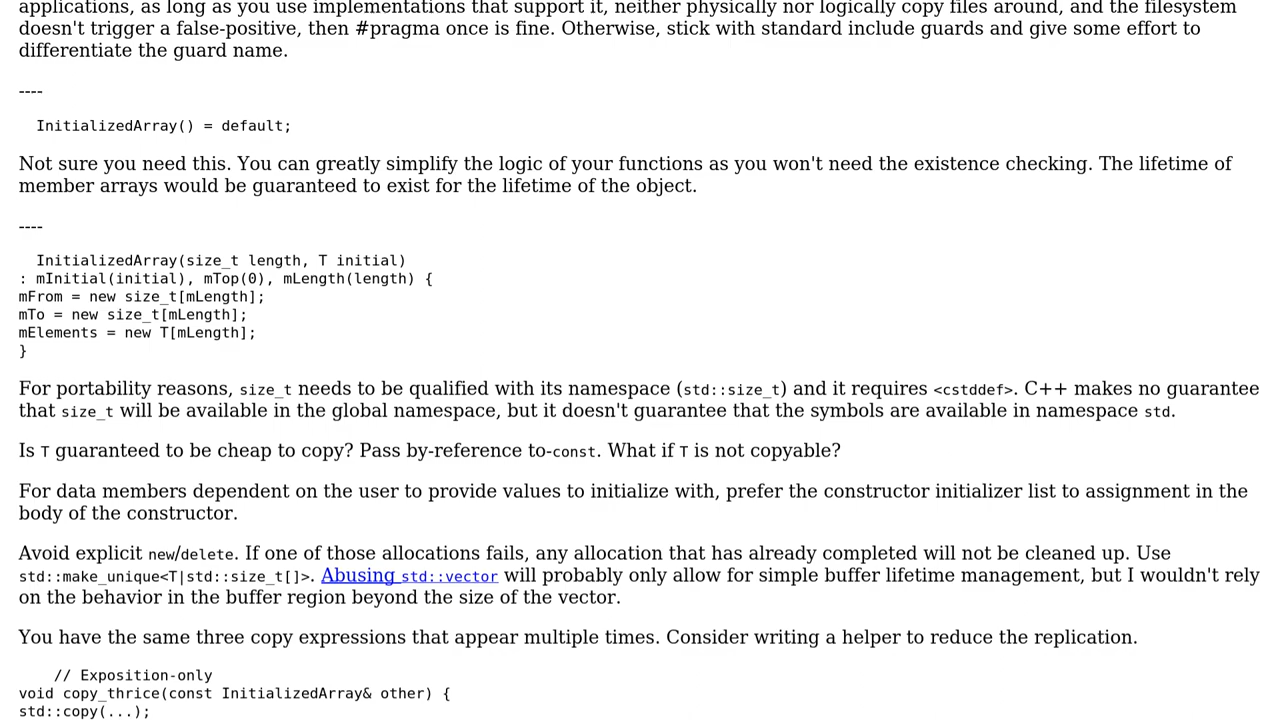 applications, as long as you use implementations that support it, neither physically nor logically copy files around, and the filesystem
doesn't trigger a false-positive, then #pragma once is fine. Otherwise, stick with standard include guards and give some effort to
differentiate the guard name.
----
InitializedArray() = default;
Not sure you need this. You can greatly simplify the logic of your functions as you won't need the existence checking. The lifetime of
member arrays would be guaranteed to exist for the lifetime of the object.
----
InitializedArray(size_t length, T initial)
: mInitial(initial), mTop(0), mLength(length) {
mFrom = new size_t[mLength];
mTo = new size_t[mLength];
mElements = new T[mLength];
}
For portability reasons, size_t needs to be qualified with its namespace (std::size_t) and it requires <cstddef>. C++ makes no guarantee
that size_t will be available in the global namespace, but it doesn't guarantee that the symbols are available in namespace std.
Is T guaranteed to be cheap to copy? Pass by-reference to-const. What if T is not copyable?
For data members dependent on the user to provide values to initialize with, prefer the constructor initializer list to assignment in the
body of the constructor.
Avoid explicit new/delete. If one of those allocations fails, any allocation that has already completed will not be cleaned up. Use
std::make_unique<T|std::size_t[]>. Abusing std::vector will probably only allow for simple buffer lifetime management, but I wouldn't rely
on the behavior in the buffer region beyond the size of the vector.
You have the same three copy expressions that appear multiple times. Consider writing a helper to reduce the replication.
// Exposition-only
void copy_thrice(const InitializedArray& other) {
std::copy(...);